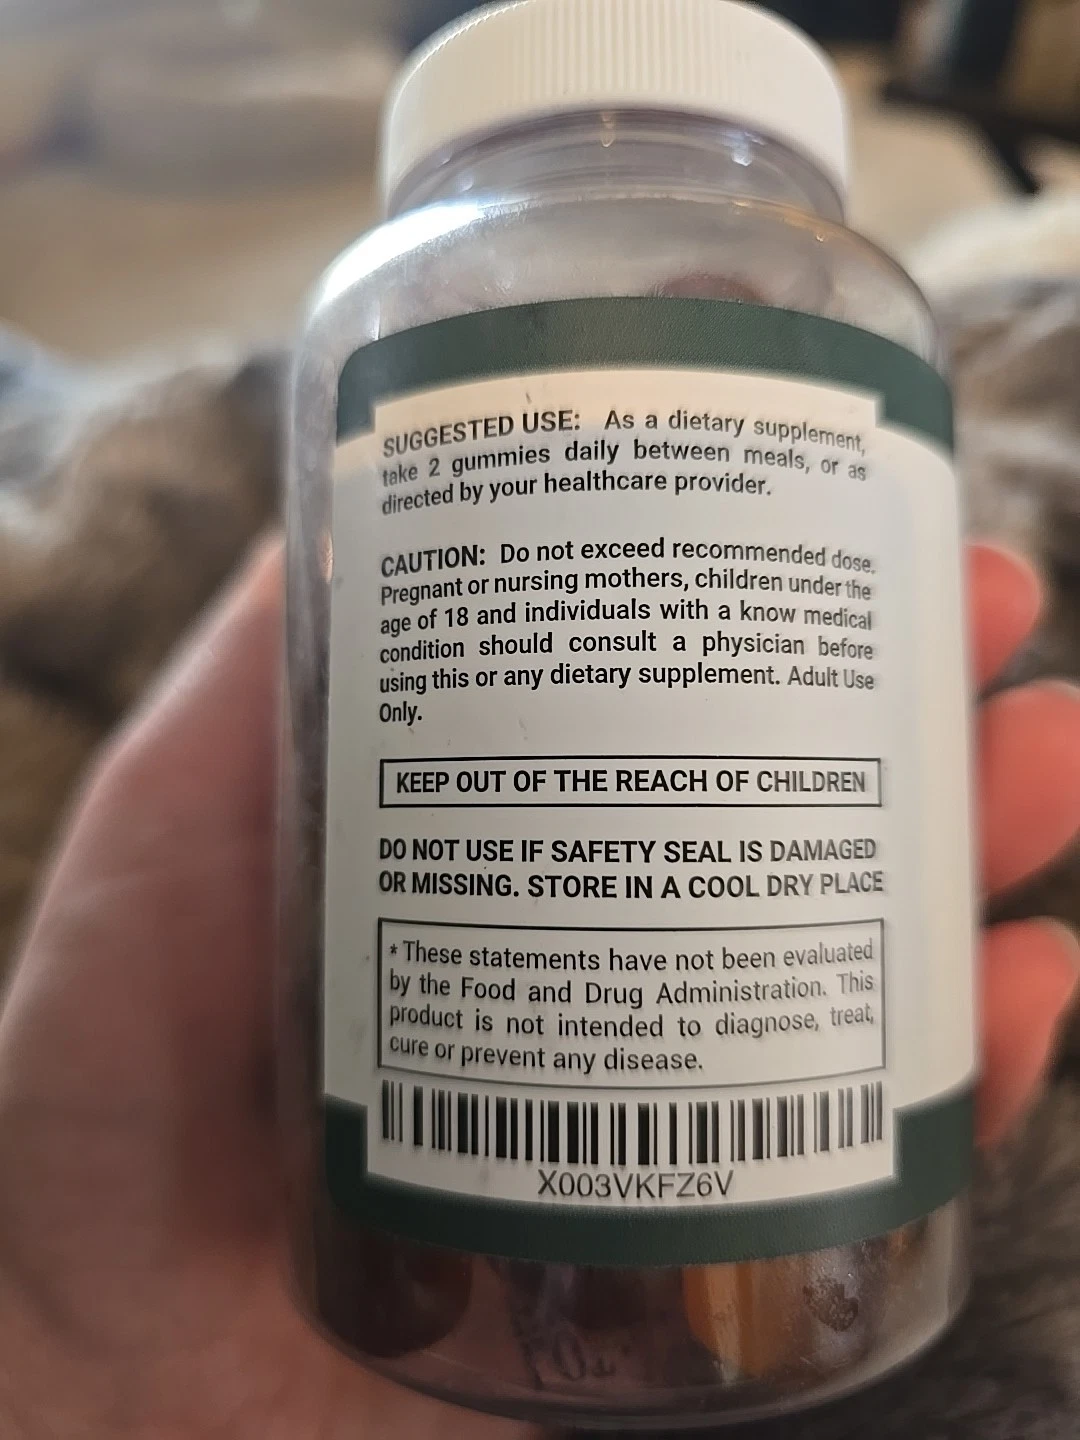 SUGGESTED USE: As a dietary supplement,
take 2 gummies daily between meals, or as
directed by your healthcare provider.
CAUTION: Do not exceed recommended dose.
Pregnant or nursing mothers, children under the
age of 18 and individuals with a know medical
condition should consult a physician before
using this or any dietary supplement. Adult Use
Only.
KEEP OUT OF THE REACH OF CHILDREN
DO NOT USE IF SAFETY SEAL IS DAMAGED
OR MISSING. STORE IN A COOL DRY PLACE
* These statements have not been evaluated
by the Food and Drug Administration. This
product is not intended to diagnose, treat,
cure or prevent any disease.
X003VKFZ6V